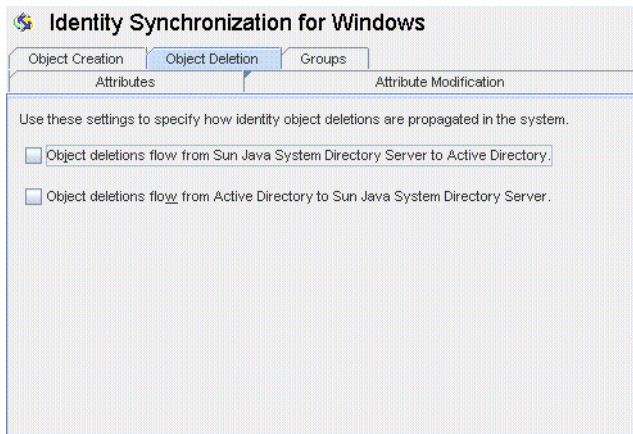 Identity Synchronization for Windows
Object Creation Object Deletion Groups
Attributes Attribute Modification
Use these settings to specify how identity object deletions are propagated in the system.
Object deletions flow from Sun Java System Directory Server to Active Directory.
Object deletions flow from Active Directory to Sun Java System Directory Server.